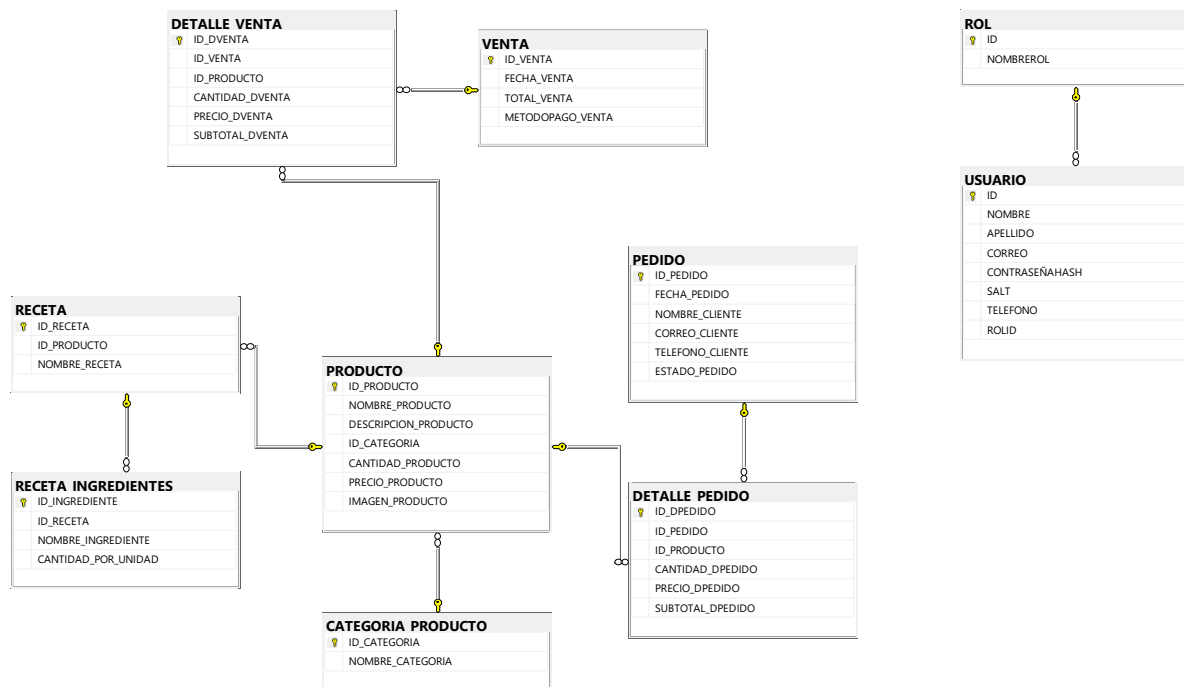 DETALLE VENTA
ID_DVENTA
ID_VENTA
ID_PRODUCTO
CANTIDAD_DVENTA
PRECIO_DVENTA
SUBTOTAL_DVENTA
VENTA
ID_VENTA
FECHA_VENTA
TOTAL_VENTA
METODOPAGO_VENTA
ROL
ID
NOMBREROL
USUARIO
ID
NOMBRE
APELLIDO
CORREO
CONTRASEÑAHASH
SALT
TELEFONO
ROLID
PEDIDO
ID_PEDIDO
FECHA_PEDIDO
NOMBRE_CLIENTE
CORREO_CLIENTE
TELEFONO_CLIENTE
ESTADO_PEDIDO
RECETA
ID_RECETA
ID_PRODUCTO
NOMBRE_RECETA
PRODUCTO
ID_PRODUCTO
NOMBRE_PRODUCTO
DESCRIPCION_PRODUCTO
ID_CATEGORIA
CANTIDAD_PRODUCTO
PRECIO_PRODUCTO
IMAGEN_PRODUCTO
RECETA INGREDIENTES
ID_INGREDIENTE
ID_RECETA
NOMBRE_INGREDIENTE
CANTIDAD_POR_UNIDAD
DETALLE PEDIDO
ID_DPEDIDO
ID_PEDIDO
ID_PRODUCTO
CANTIDAD_DPEDIDO
PRECIO_DPEDIDO
SUBTOTAL_DPEDIDO
CATEGORIA PRODUCTO
ID_CATEGORIA
NOMBRE_CATEGORIA